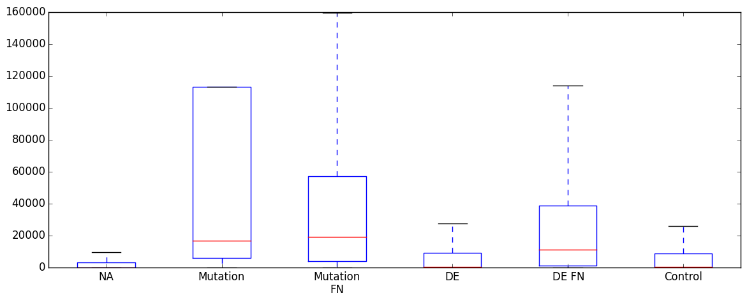 160000
140000
120000
100000
80000
60000
40000
20000
0
NA
Mutation
Mutation
FN
DE
DE FN
Control